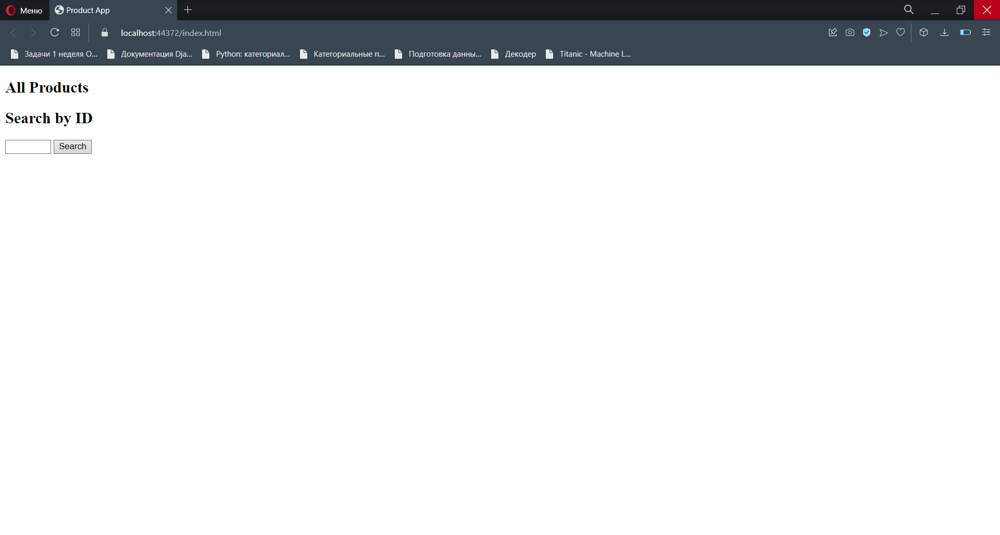 Меню Product App
localhost:44372/index.html
Задачи 1 неделя О... Документация Dja... Python: категориал... Категориальные п... Подготовка данны... Декодер Titanic - Machine L...
All Products
Search by ID
Search